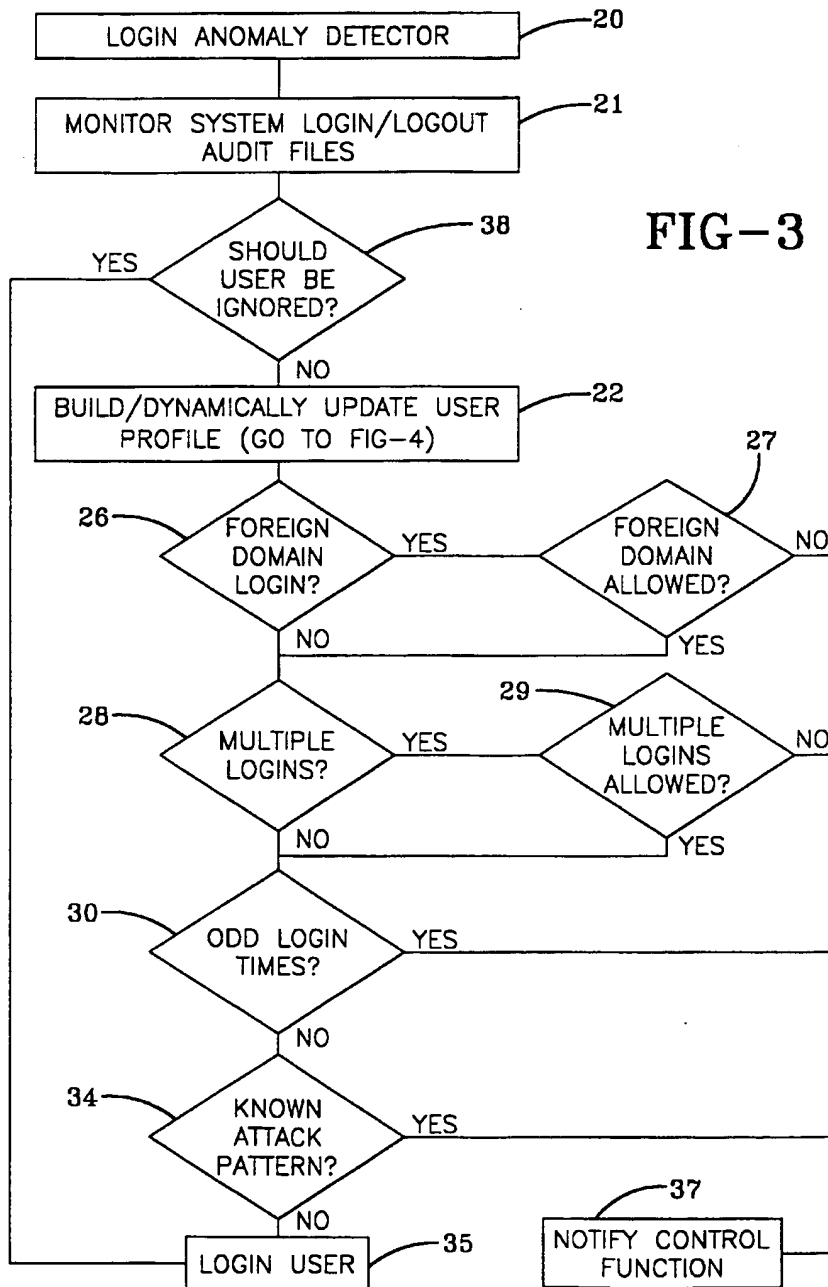 LOGIN ANOMALY DETECTOR
20
MONITOR SYSTEM LOGIN/LOGOUT
AUDIT FILES
21
FIG-3
38
YES
SHOULD
USER BE
IGNORED?
NO
BUILD/DYNAMICALLY UPDATE USER
PROFILE (GO TO FIG-4)
22
26
FOREIGN
DOMAIN
LOGIN?
YES
27
FOREIGN
DOMAIN
ALLOWED?
NO
NO
YES
28
MULTIPLE
LOGINS?
YES
29
MULTIPLE
LOGINS
ALLOWED?
NO
NO
YES
30
ODD LOGIN
TIMES?
YES
NO
34
KNOWN
ATTACK
PATTERN?
YES
NO
LOGIN USER
35
37
NOTIFY CONTROL
FUNCTION